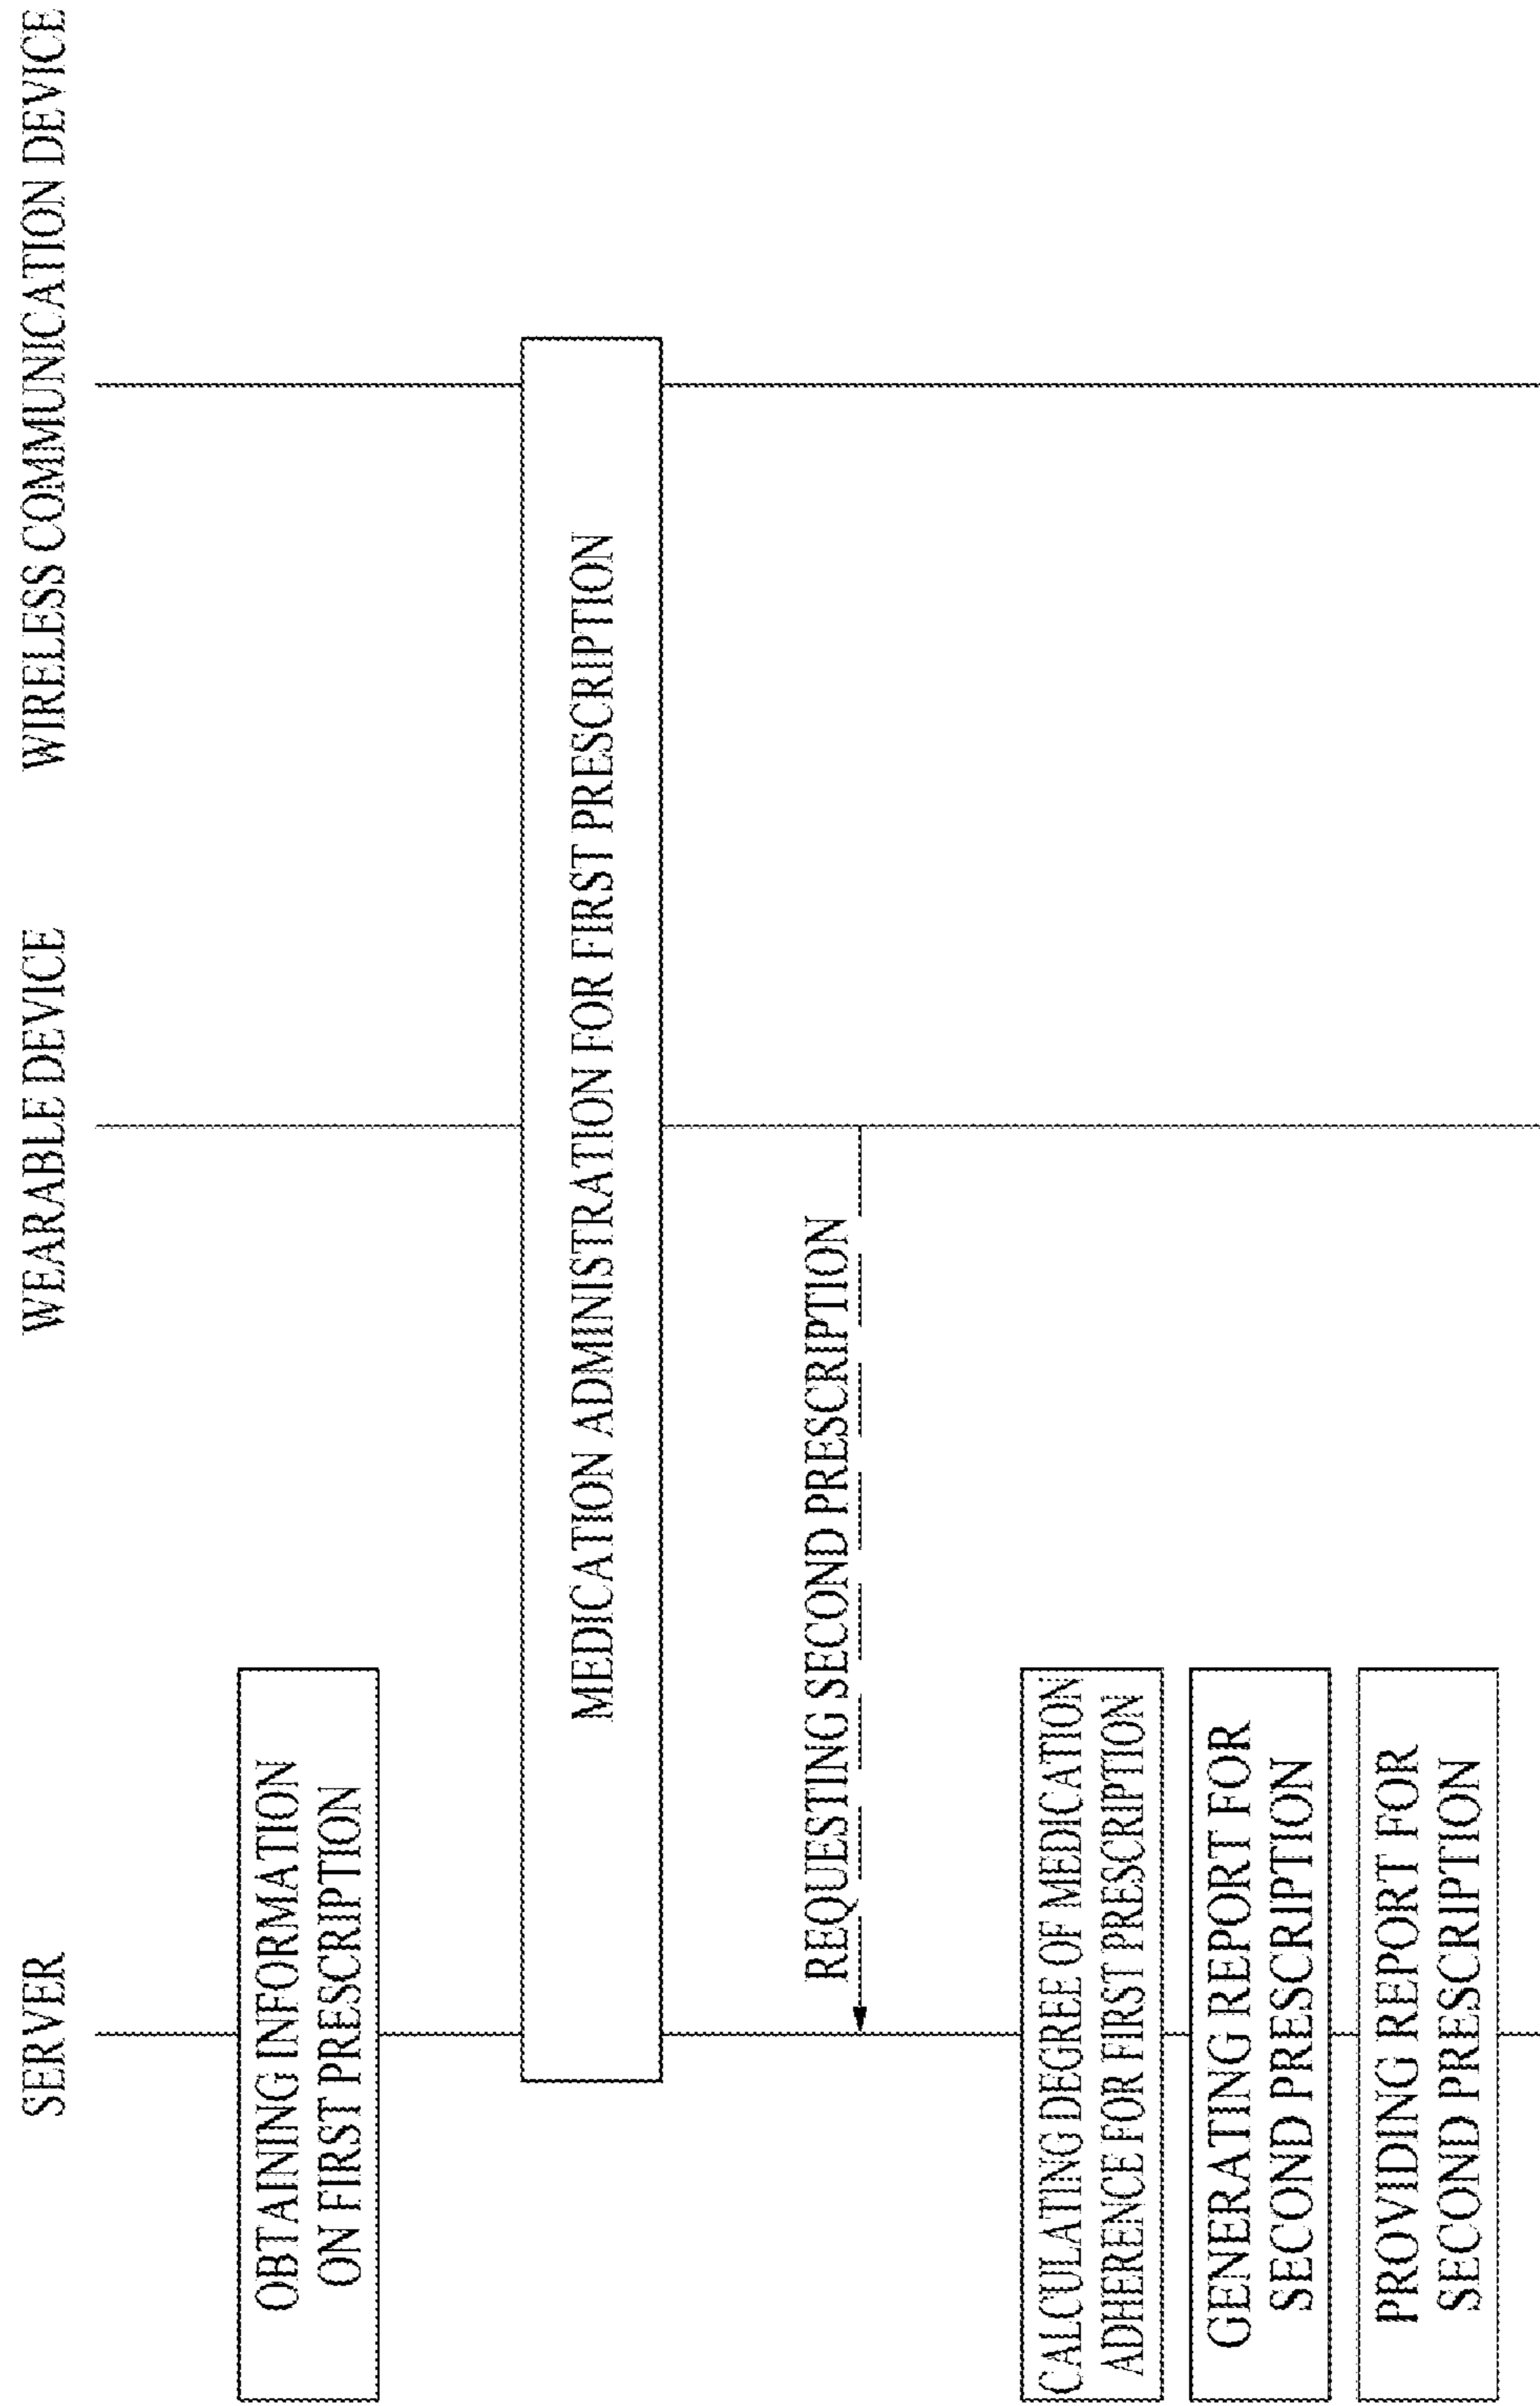 SERVER
WEARABLE DEVICE
WIRELESS COMMUNICATION DEVICE
OBTAINING INFORMATION
ON FIRST PRESCRIPTION
MEDICATION ADMINISTRATION FOR FIRST PRESCRIPTION
REQUESTING SECOND PRESCRIPTION
CALCULATING DEGREE OF MEDICATION
ADHERENCE FOR FIRST PRESCRIPTION
GENERATING REPORT FOR
SECOND PRESCRIPTION
PROVIDING REPORT FOR
SECOND PRESCRIPTION